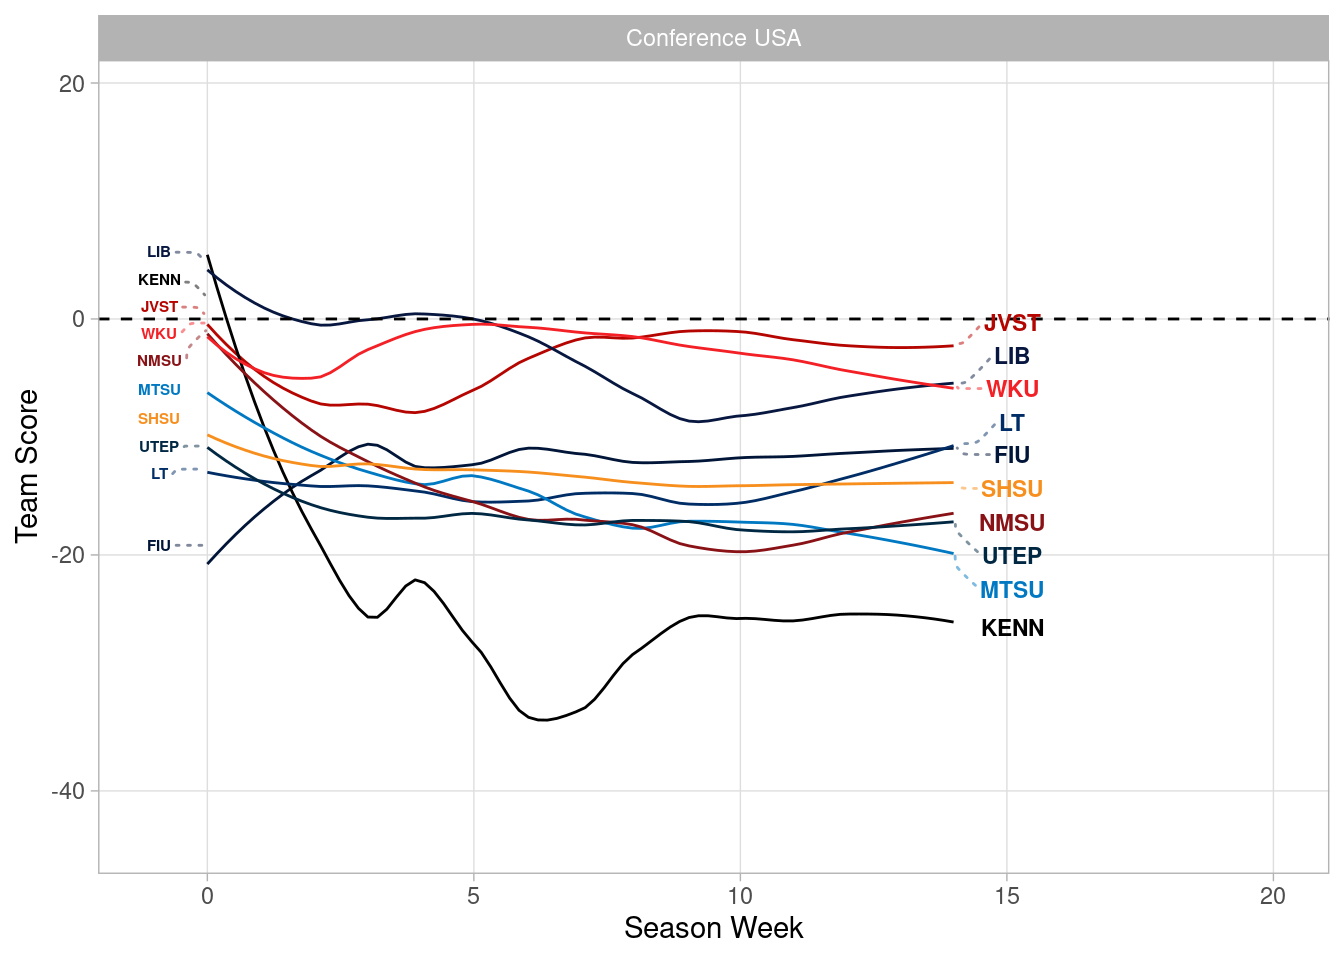 Conference USA
Team Score
20
0
-20
-40
LIB
KENN
JVST
WKU
NMSU
MTSU
SHSU
UTEP
LT
FIU
JVST
LIB
WKU
LT
FIU
SHSU
NMSU
UTEP
MTSU
KENN
0 5 10 15 20
Season Week